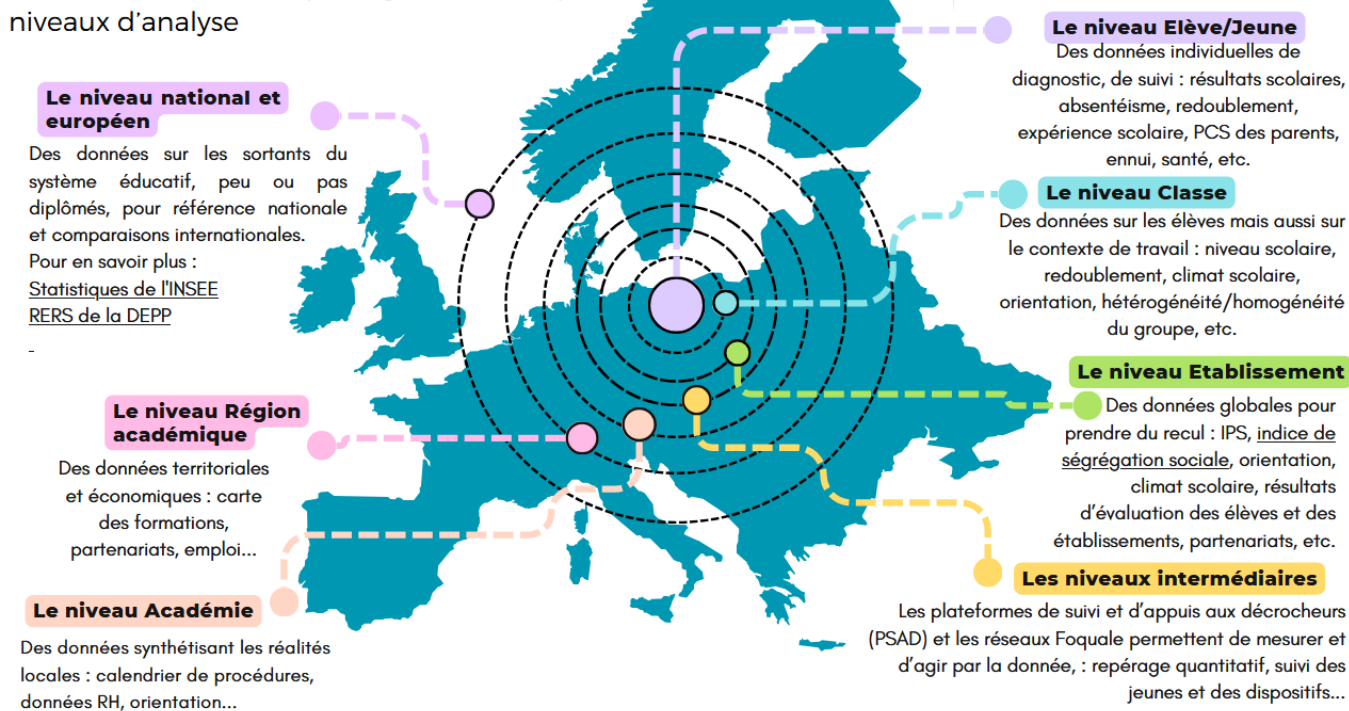 niveaux d'analyse
Le niveau national et
européen
Des données sur les sortants du
système éducatif, peu ou pas
diplômés, pour référence nationale
et comparaisons internationales.
Pour en savoir plus :
Statistiques de l'INSEE
RERS de la DEPP
-
Le niveau Région
académique
Des données territoriales
et économiques : carte
des formations,
partenariats, emploi...
Le niveau Académie
Des données synthétisant les réalités
locales : calendrier de procédures,
données RH, orientation...
Le niveau Elève/Jeune
Des données individuelles de
diagnostic, de suivi : résultats scolaires,
absentéisme, redoublement,
expérience scolaire, PCS des parents,
ennui, santé, etc.
Le niveau Classe
Des données sur les élèves mais aussi sur
le contexte de travail : niveau scolaire,
redoublement, climat scolaire,
orientation, hétérogénéité/homogénéité
du groupe, etc.
Le niveau Etablissement
Des données globales pour
prendre du recul : IPS, indice de
ségrégation sociale, orientation,
climat scolaire, résultats
d'évaluation des élèves et des
établissements, partenariats, etc.
Les niveaux intermédiaires
Les plateformes de suivi et d'appuis aux décrocheurs
(PSAD) et les réseaux Foquale permettent de mesurer et
d'agir par la donnée, : repérage quantitatif, suivi des
jeunes et des dispositifs...